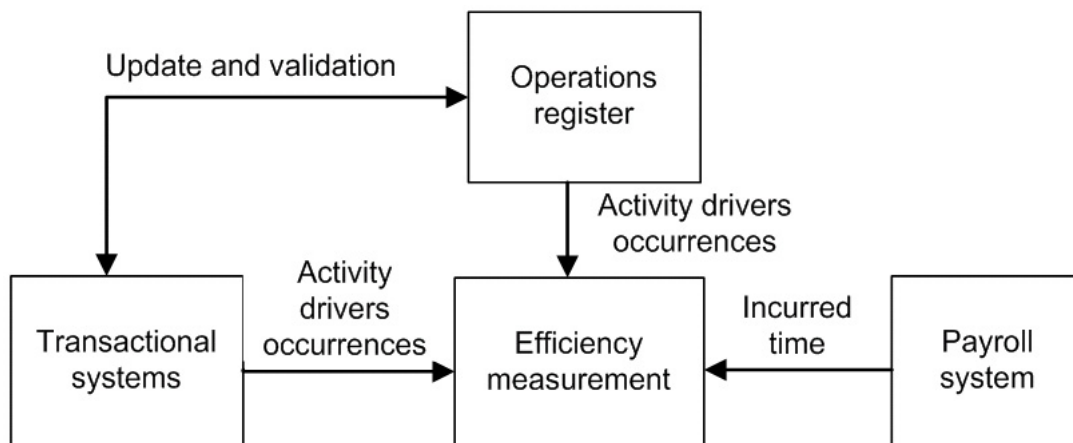 Update and validation
Operations
register
Activity drivers
occurrences
Transactional
systems
Activity
drivers
occurrences
Efficiency
measurement
Incurred
time
Payroll
system